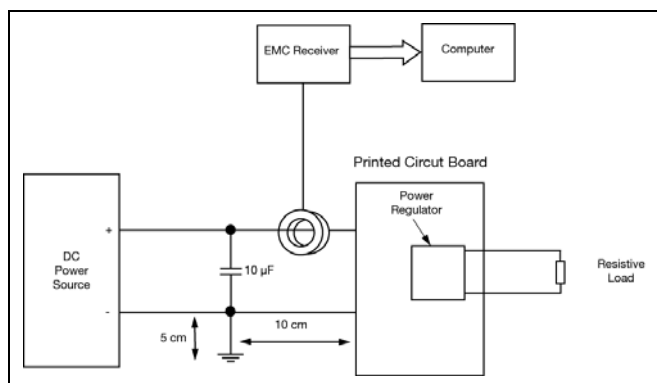 EMC Receiver
Computer
Printed Circut Board
Power
Regulator
+
DC
Power
Source
10 µF
Resistive
Load
-
5 cm
10 cm